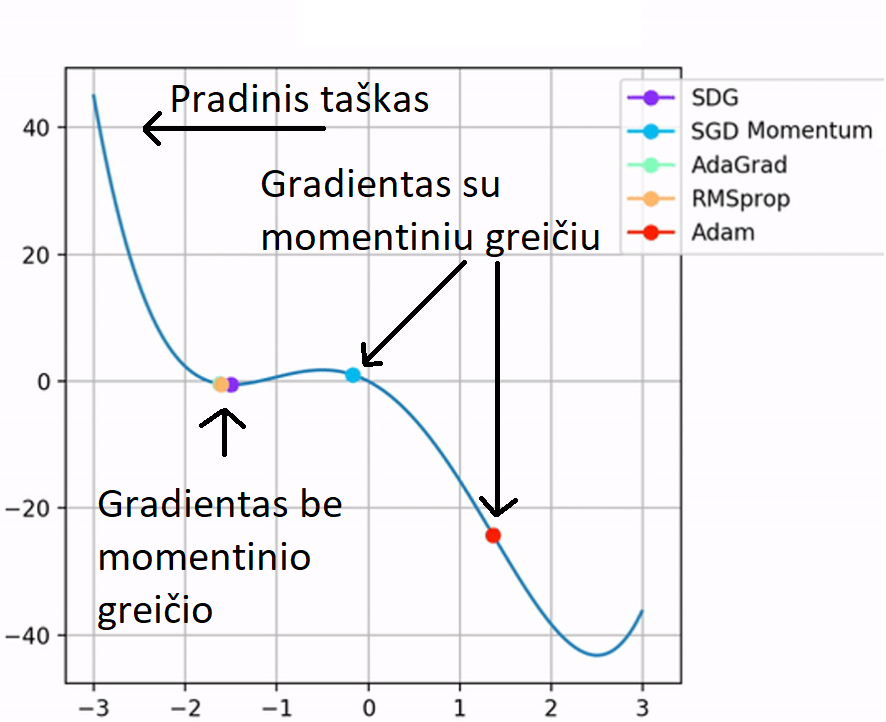 Pradinis taškas
Gradientas su
momentiniu greičiu
Gradientas be
momentinio
greičio
SDG
SGD Momentum
AdaGrad
RMSprop
Adam
40
20
0
−20
−40
−3
−2
−1
0
1
2
3